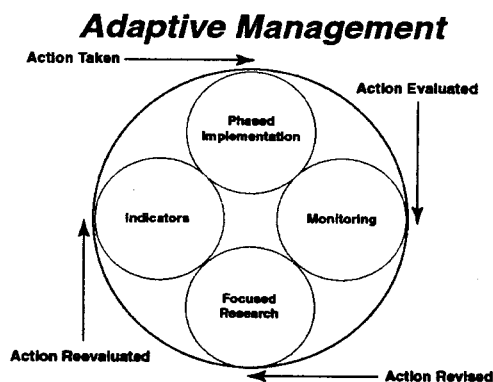 Adaptive Management
Action Taken
Action Evaluated
Phased
Implementation
Indicators
Monitoring
Focused
Research
Action Reevaluated
Action Revised